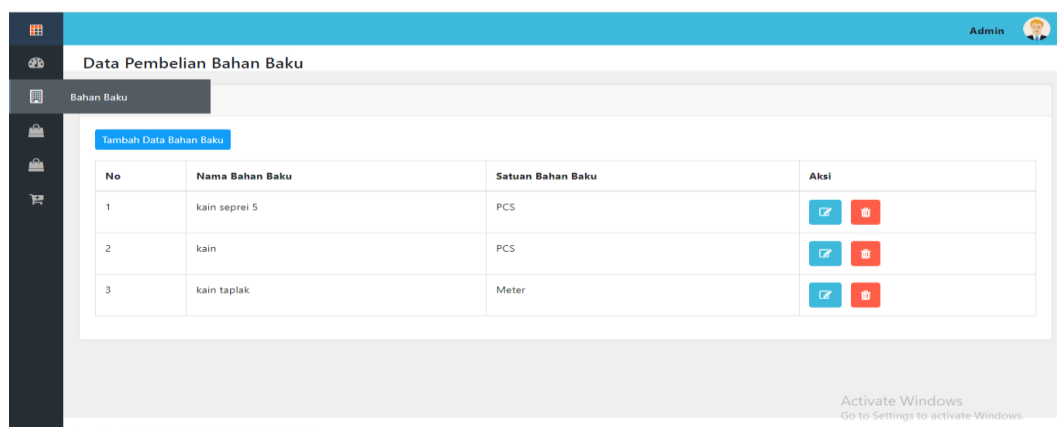 Admin
Data Pembelian Bahan Baku
Bahan Baku
Tambah Data Bahan Baku
No Nama Bahan Baku Satuan Bahan Baku Aksi
1 kain seprei 5 PCS
2 kain PCS
3 kain taplak Meter
Activate Windows
Go to Settings to activate Windows.